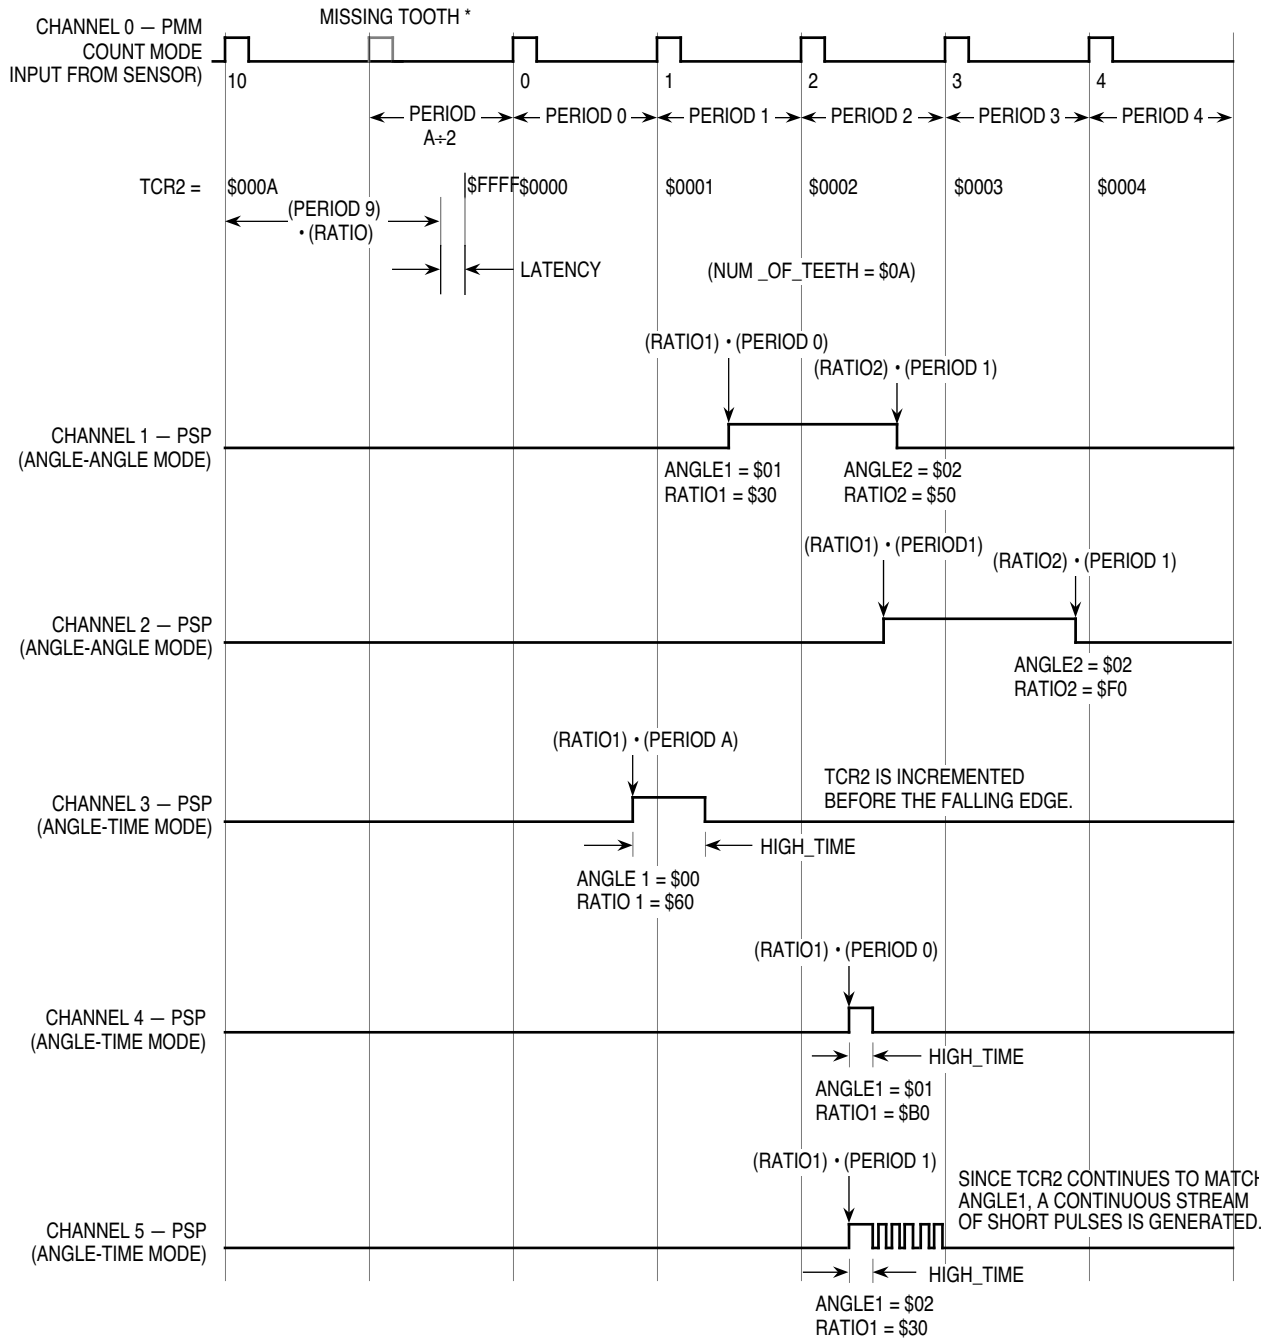 MISSING TOOTH *
CHANNEL 0 — PMM
COUNT MODE
INPUT FROM SENSOR)
10
0
1
2
3
4
PERIOD
A÷2
PERIOD 0
PERIOD 1
PERIOD 2
PERIOD 3
PERIOD 4
TCR2 =
$000A
$FFFF
$0000
$0001
$0002
$0003
$0004
(PERIOD 9)
• (RATIO)
LATENCY
(NUM _OF_TEETH = $0A)
(RATIO1) • (PERIOD 0)
(RATIO2) • (PERIOD 1)
CHANNEL 1 — PSP
(ANGLE-ANGLE MODE)
ANGLE1 = $01
RATIO1 = $30
ANGLE2 = $02
RATIO2 = $50
(RATIO1) • (PERIOD1)
(RATIO2) • (PERIOD 1)
CHANNEL 2 — PSP
(ANGLE-ANGLE MODE)
ANGLE2 = $02
RATIO2 = $F0
(RATIO1) • (PERIOD A)
TCR2 IS INCREMENTED
BEFORE THE FALLING EDGE.
CHANNEL 3 — PSP
(ANGLE-TIME MODE)
HIGH_TIME
ANGLE 1 = $00
RATIO 1 = $60
(RATIO1) • (PERIOD 0)
CHANNEL 4 — PSP
(ANGLE-TIME MODE)
HIGH_TIME
ANGLE1 = $01
RATIO1 = $B0
(RATIO1) • (PERIOD 1)
SINCE TCR2 CONTINUES TO MATCH
ANGLE1, A CONTINUOUS STREAM
OF SHORT PULSES IS GENERATED.
CHANNEL 5 — PSP
(ANGLE-TIME MODE)
HIGH_TIME
ANGLE1 = $02
RATIO1 = $30